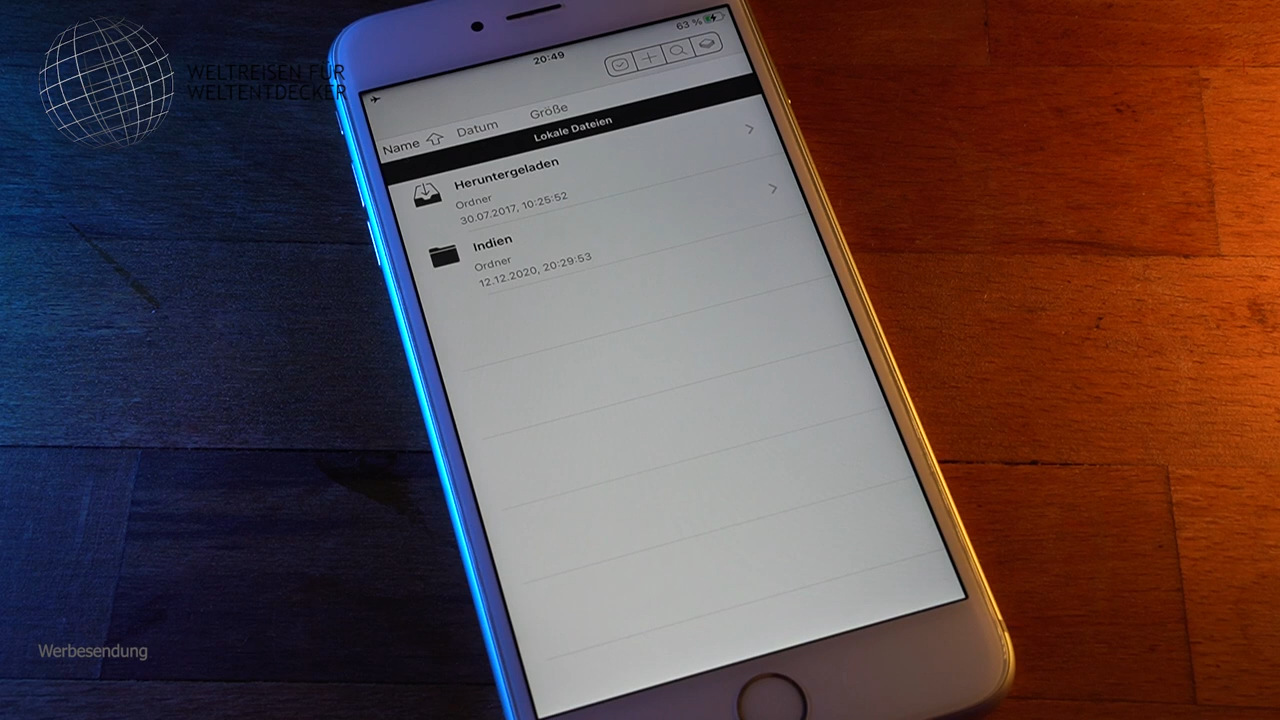 WELTREISEN FÜR
WELTENTDECKER
63 %
20:49
Name Datum Größe
Lokale Dateien
Heruntergeladen
Ordner
30.07.2017, 10:25:52
Indien
Ordner
12.12.2020, 20:29:53
Werbesendung